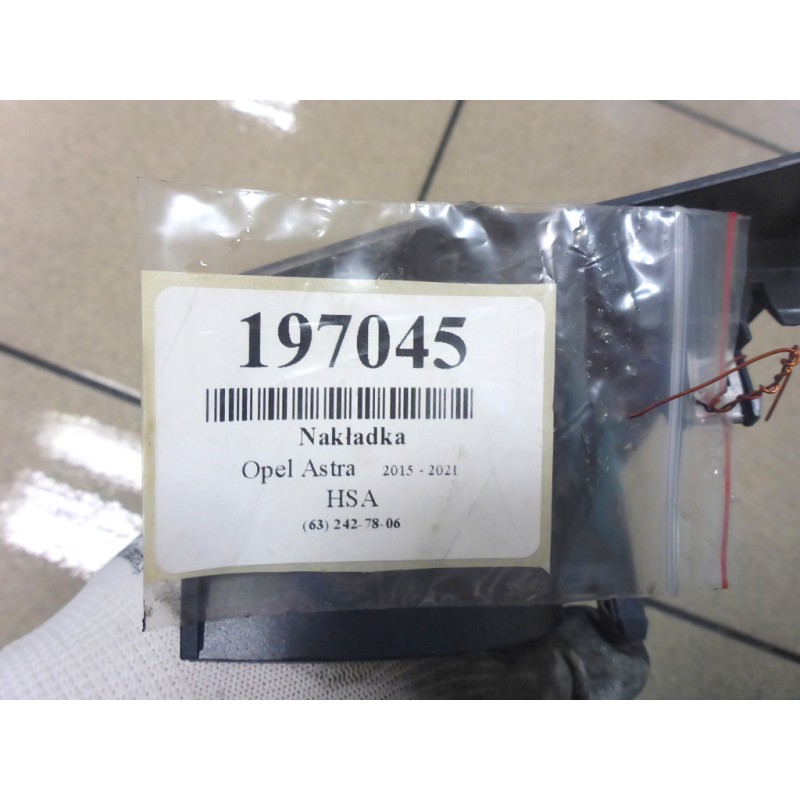 197045
Nakładka
Opel Astra 2015 - 2021
HSA
(63) 242-78-06